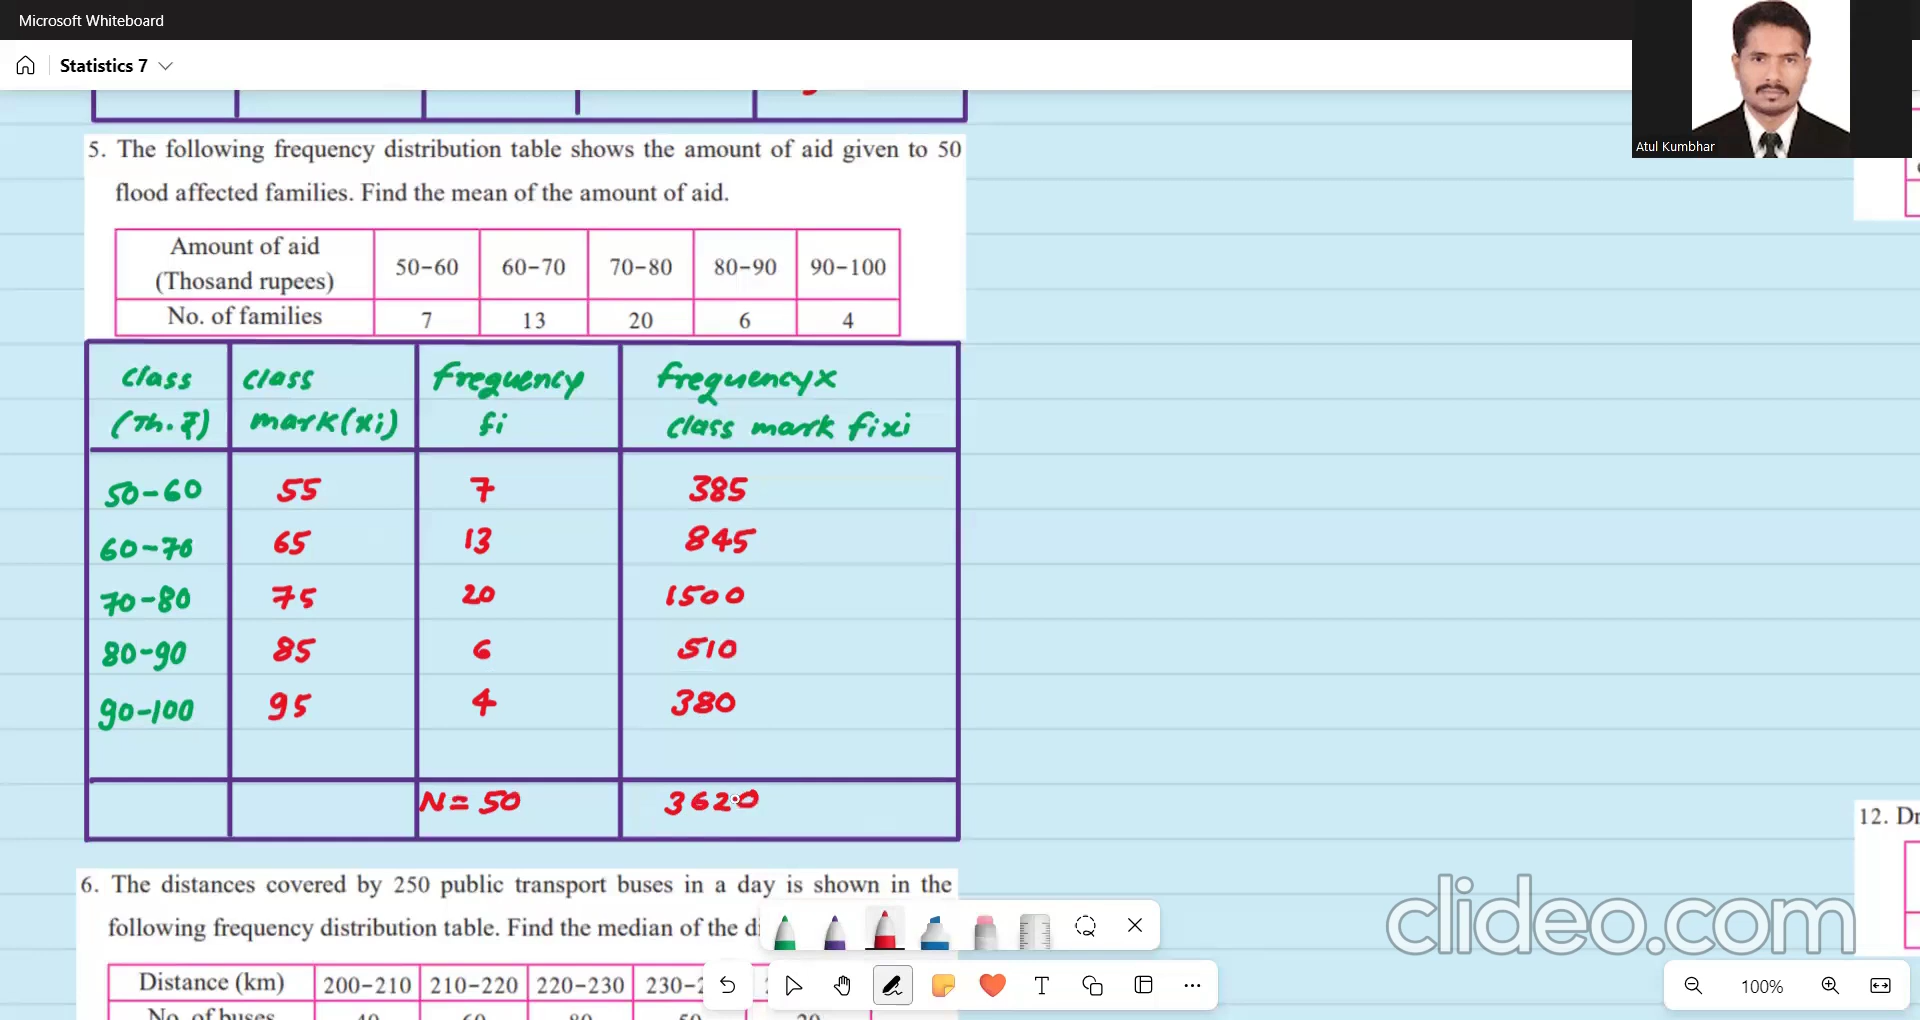 Microsoft Whiteboard
Statistics 7
Atul Kumbhar
5. The following frequency distribution table shows the amount of aid given to 50
flood affected families. Find the mean of the amount of aid.
Amount of aid
(Thosand rupees) 50-60 60-70 70-80 80-90 90-100
No. of families 7 13 20 6 4
class class frequency frequency×
(Th.₹) mark(xi) fi class mark fixi
50-60 55 7 385
60-70 65 13 845
70-80 75 20 1500
80-90 85 6 510
90-100 95 4 380
N = 50 3620
6. The distances covered by 250 public transport buses in a day is shown in the
following frequency distribution table. Find the median of the
Distance (km) 200-210 210-220 220-230
No. of buses
12.
clideo.com
100%